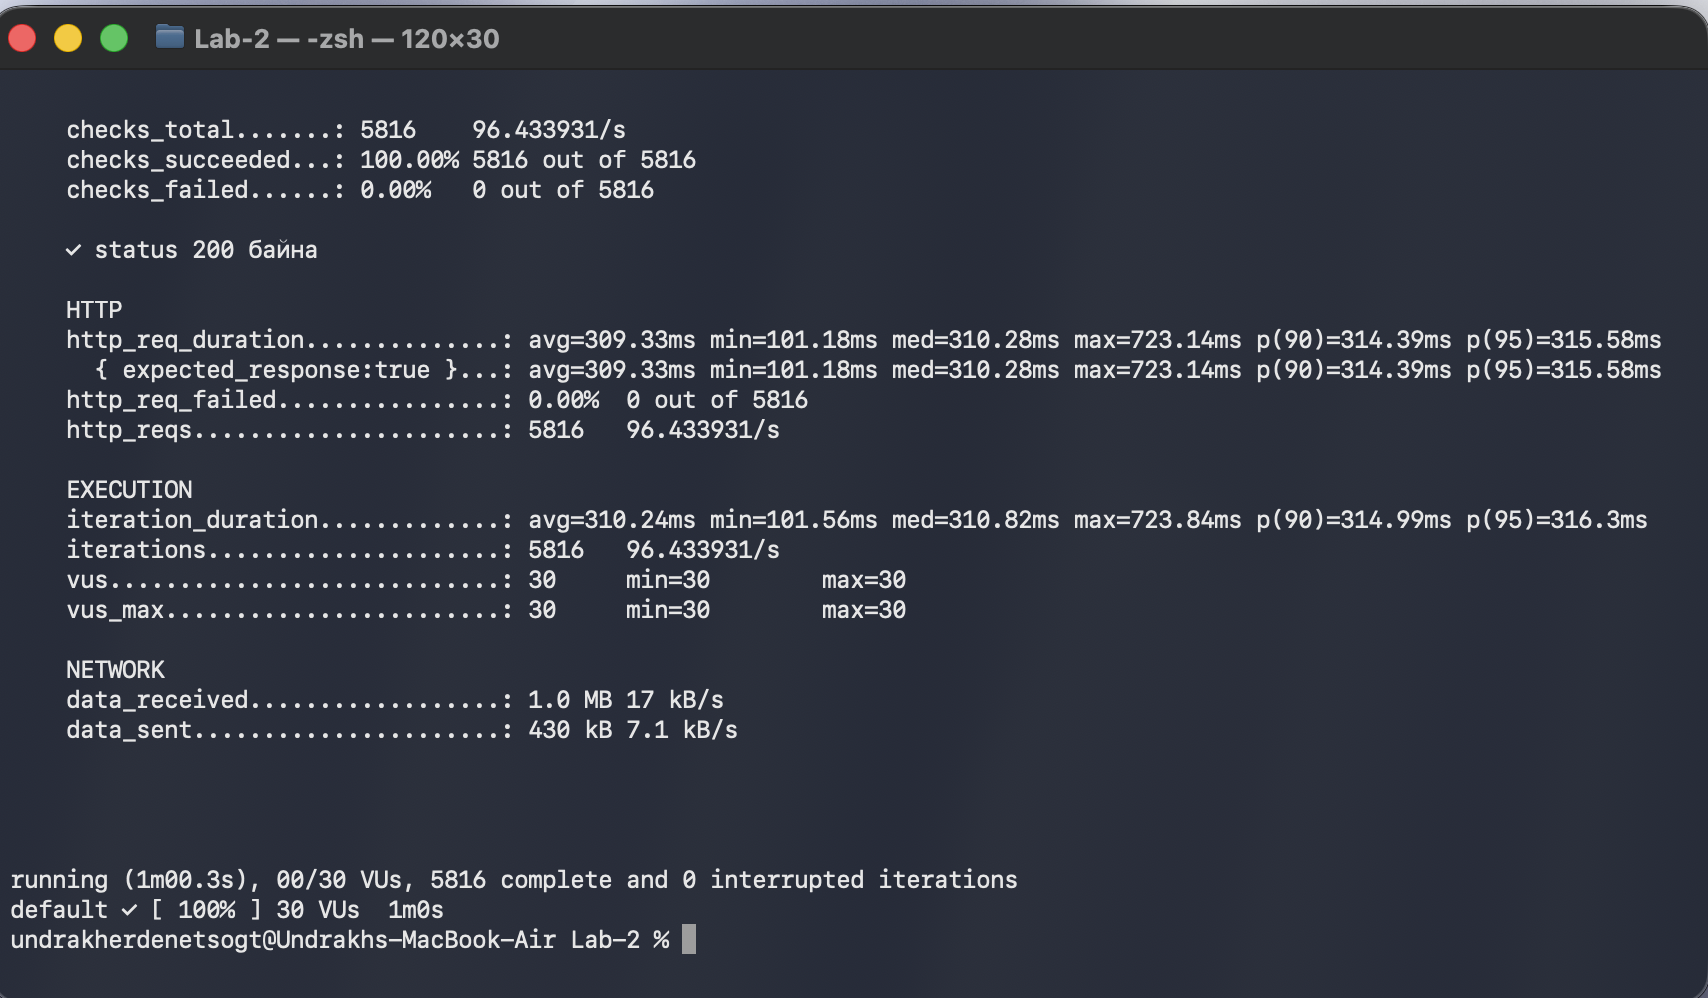 Lab-2 — -zsh — 120×30
checks_total.......: 5816    96.433931/s
checks_succeeded...: 100.00% 5816 out of 5816
checks_failed......: 0.00%   0 out of 5816
✓ status 200 байна
HTTP
http_req_duration..............: avg=309.33ms min=101.18ms med=310.28ms max=723.14ms p(90)=314.39ms p(95)=315.58ms
{ expected_response:true }...: avg=309.33ms min=101.18ms med=310.28ms max=723.14ms p(90)=314.39ms p(95)=315.58ms
http_req_failed................: 0.00%  0 out of 5816
http_reqs......................: 5816   96.433931/s
EXECUTION
iteration_duration.............: avg=310.24ms min=101.56ms med=310.82ms max=723.84ms p(90)=314.99ms p(95)=316.3ms
iterations.....................: 5816   96.433931/s
vus............................: 30     min=30        max=30
vus_max........................: 30     min=30        max=30
NETWORK
data_received..................: 1.0 MB 17 kB/s
data_sent......................: 430 kB 7.1 kB/s
running (1m00.3s), 00/30 VUs, 5816 complete and 0 interrupted iterations
default ✓ [ 100% ] 30 VUs  1m0s
undrakherdenetsogt@Undrakhs-MacBook-Air Lab-2 %